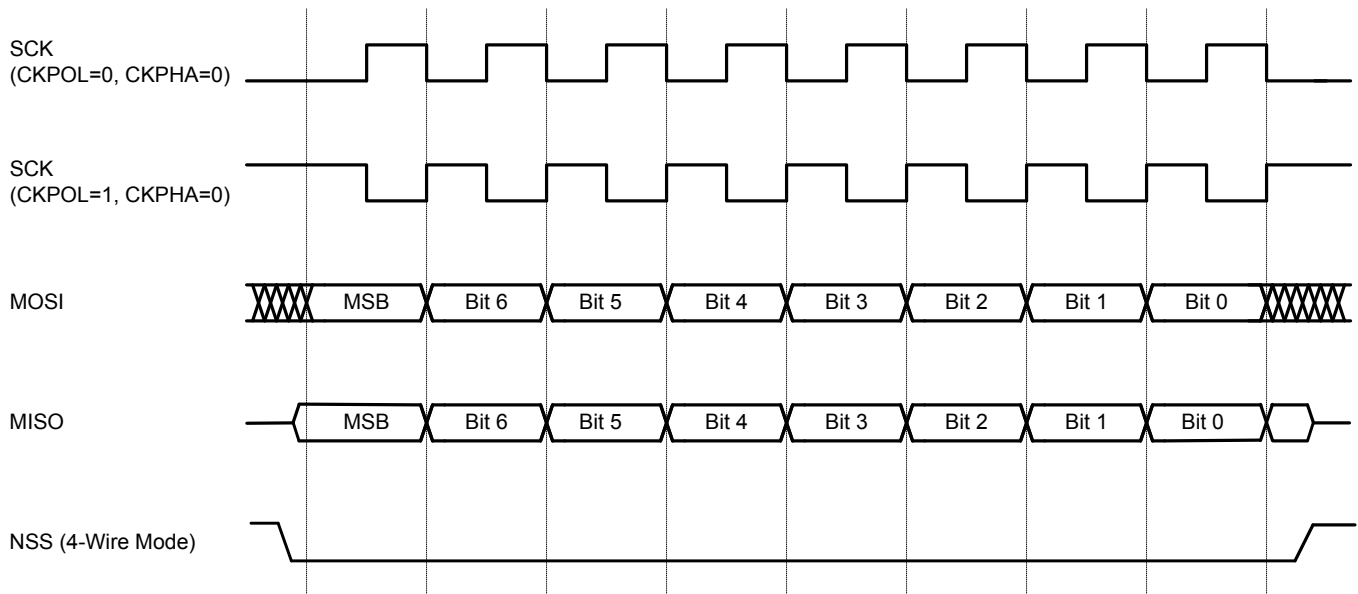 SCK
(CKPOL=0, CKPHA=0)
SCK
(CKPOL=1, CKPHA=0)
MOSI
MSB Bit 6 Bit 5 Bit 4 Bit 3 Bit 2 Bit 1 Bit 0
MISO
MSB Bit 6 Bit 5 Bit 4 Bit 3 Bit 2 Bit 1 Bit 0
NSS (4-Wire Mode)